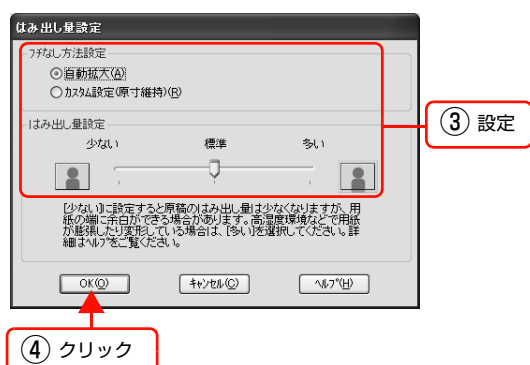 はみ出し量設定
フチなし方法設定
自動拡大(A)
カスタム設定(原寸維持)(R)
はみ出し量設定
少ない 標準 多い
[少ない]に設定すると原稿のはみ出し量は少なくなりますが、用
紙の端に余白ができる場合があります。高湿度環境などで用紙
が膨張したり変形している場合は、[多い]を選択してください。詳
細はヘルプをご覧ください。
OK(O) キャンセル(C) ヘルプ(H)
③ 設定
④ クリック